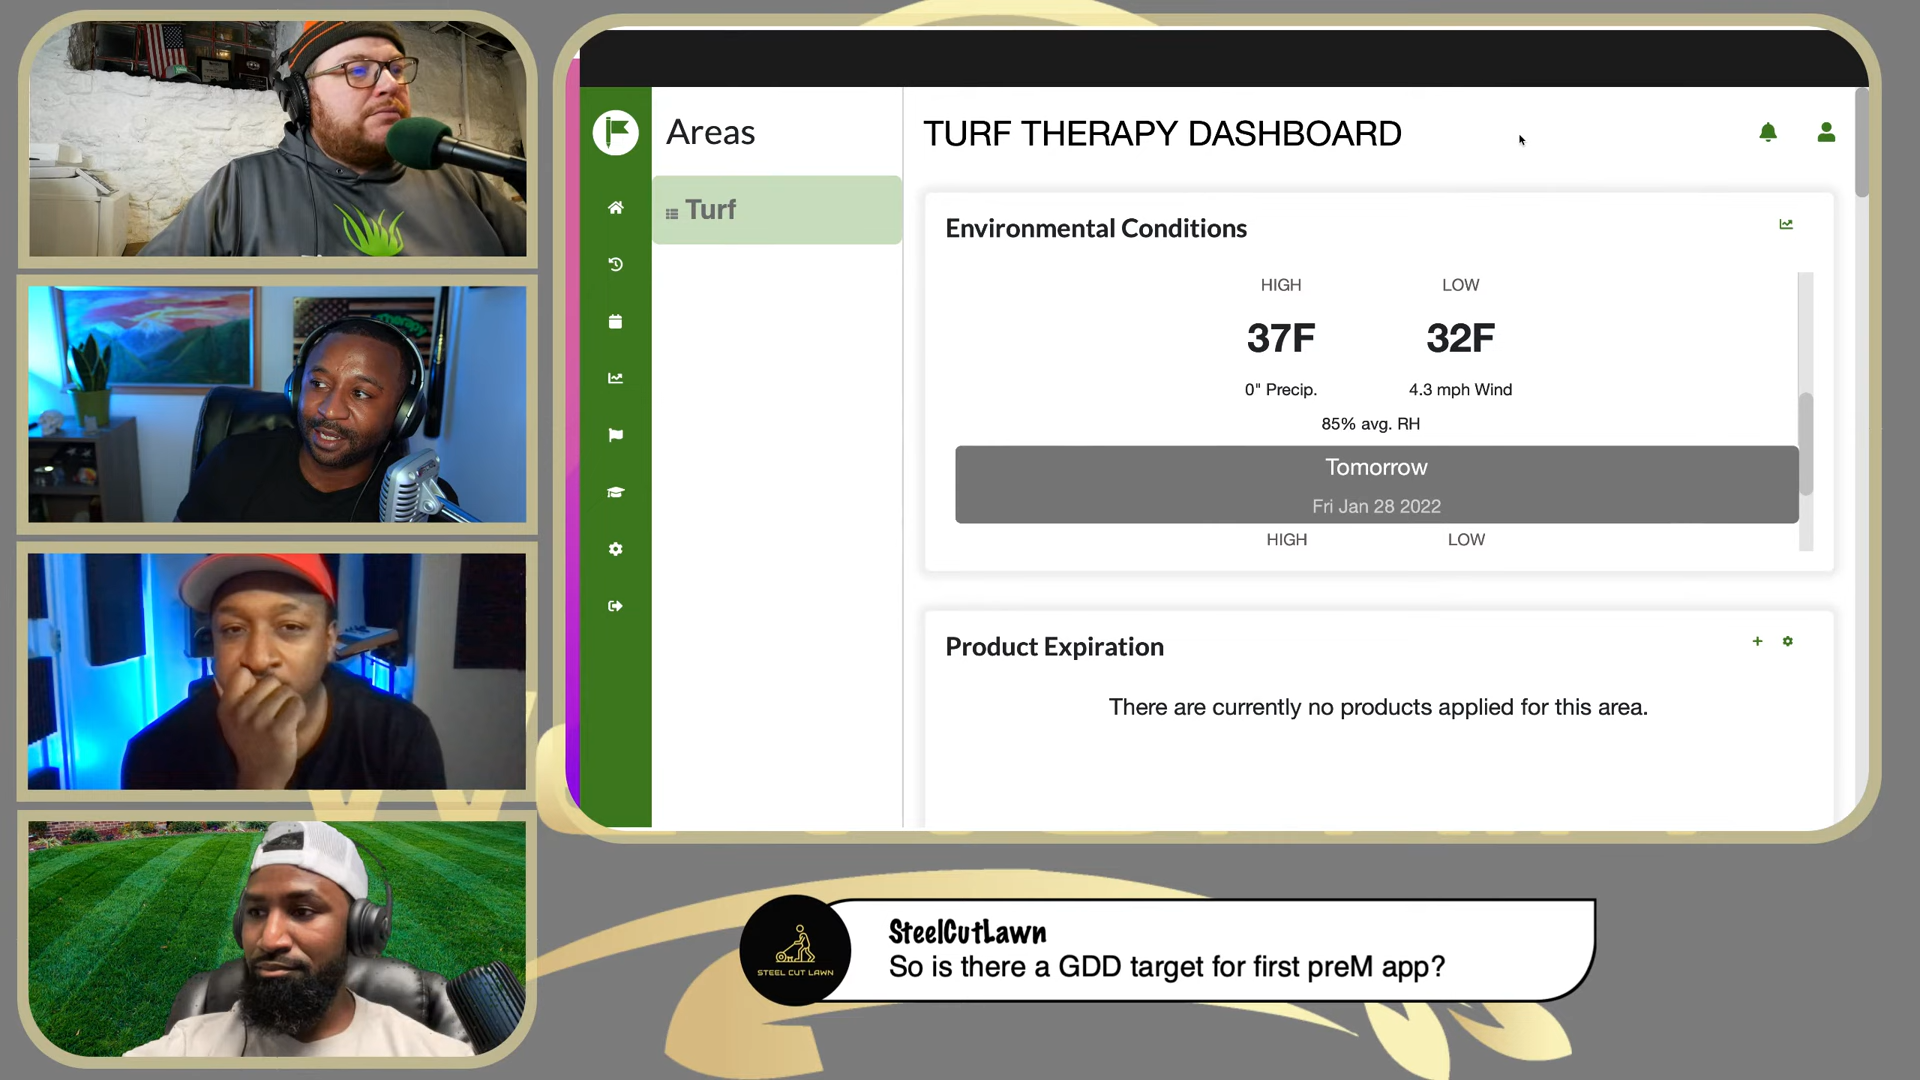 Therapy
Areas
Turf
TURF THERAPY DASHBOARD
Environmental Conditions
HIGH LOW
37F 32F
0" Precip. 4.3 mph Wind
85% avg. RH
Tomorrow
Fri Jan 28 2022
HIGH LOW
Product Expiration
There are currently no products applied for this area.
STEEL CUT LAWN
SteelCutLawn
So is there a GDD target for first preM app?